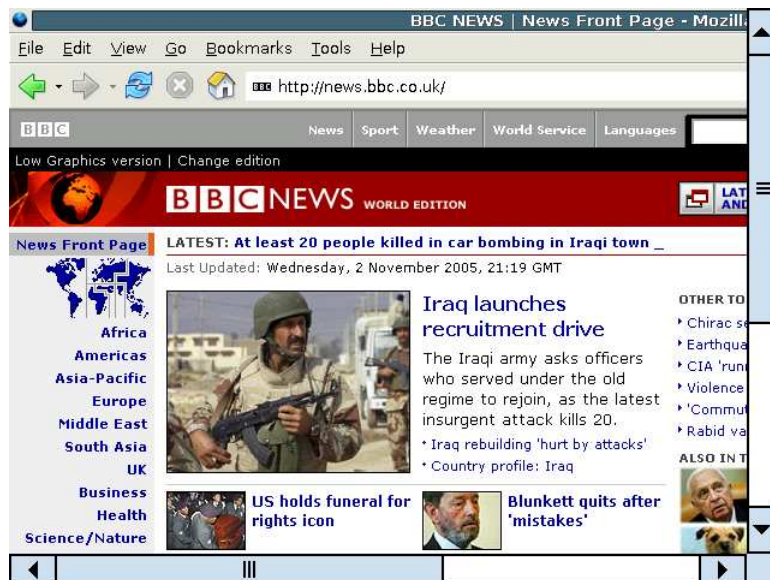 BBC NEWS | News Front Page - Mozill
File Edit View Go Bookmarks Tools Help
BBC http://news.bbc.co.uk/
BBC News Sport Weather World Service Languages
Low Graphics version | Change edition
BBC NEWS WORLD EDITION
News Front Page
Africa
Americas
Asia-Pacific
Europe
Middle East
South Asia
UK
Business
Health
Science/Nature
LATEST: At least 20 people killed in car bombing in Iraqi town _
Last Updated: Wednesday, 2 November 2005, 21:19 GMT
Iraq launches
recruitment drive
The Iraqi army asks officers
who served under the old
regime to rejoin, as the latest
insurgent attack kills 20.
Iraq rebuilding 'hurt by attacks'
Country profile: Iraq
US holds funeral for
rights icon
Blunkett quits after
'mistakes'
LAT
AND
OTHER TO
Chirac se
Earthqua
CIA 'run
Violence
'Commut
Rabid va
ALSO IN T